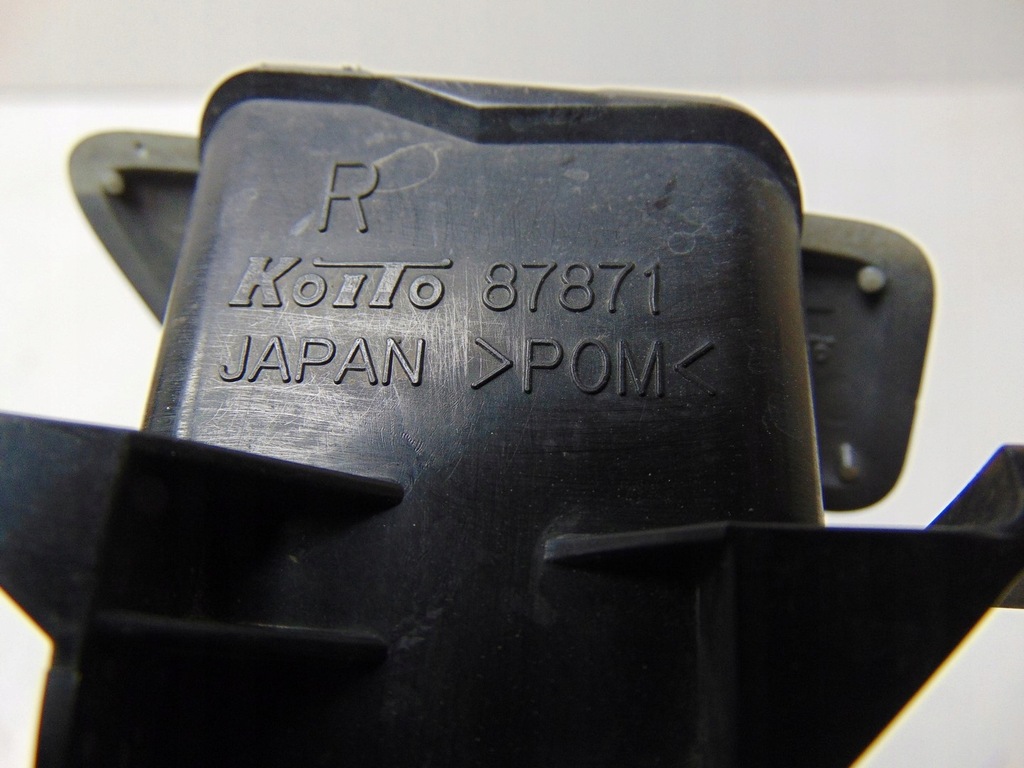 R
KOITO 87871
JAPAN >POM<